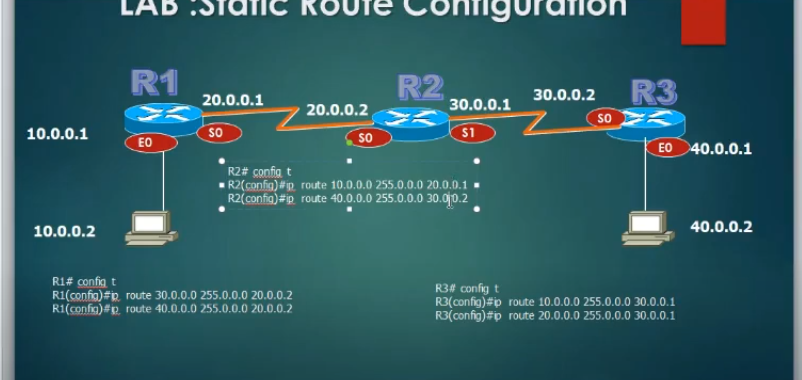 LAB :Static Route Configuration
R1
R2
R3
20.0.0.1
20.0.0.2
30.0.0.1
30.0.0.2
10.0.0.1
S0
S0
S1
S0
E0
E0
40.0.0.1
R2# config t
R2(config)#ip route 10.0.0.0 255.0.0.0 20.0.0.1
R2(config)#ip route 40.0.0.0 255.0.0.0 30.0.0.2
10.0.0.2
40.0.0.2
R1# config t
R1(config)#ip route 30.0.0.0 255.0.0.0 20.0.0.2
R1(config)#ip route 40.0.0.0 255.0.0.0 20.0.0.2
R3# config t
R3(config)#ip route 10.0.0.0 255.0.0.0 30.0.0.1
R3(config)#ip route 20.0.0.0 255.0.0.0 30.0.0.1